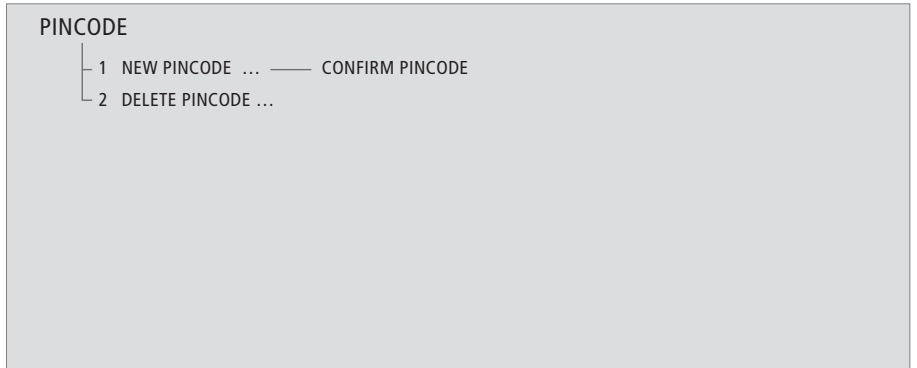 PINCODE
1 NEW PINCODE … CONFIRM PINCODE
2 DELETE PINCODE …